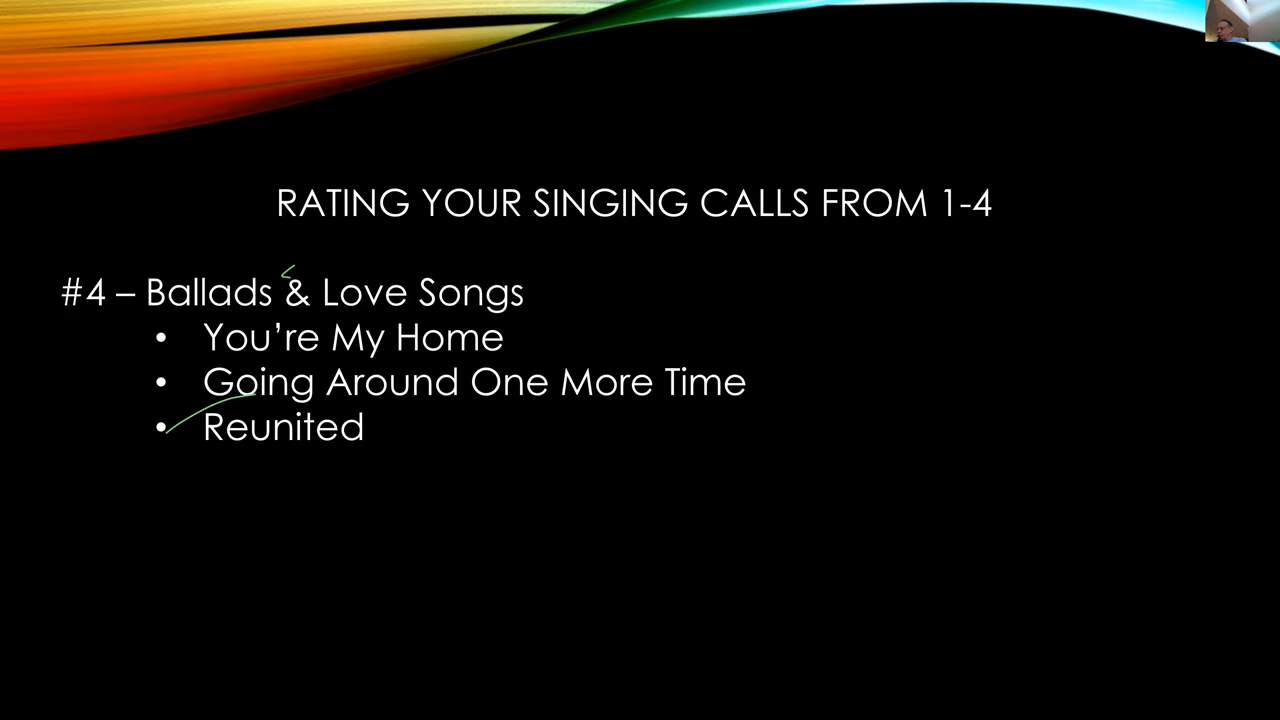 RATING YOUR SINGING CALLS FROM 1-4
#4 – Ballads & Love Songs
• You’re My Home
• Going Around One More Time
• Reunited